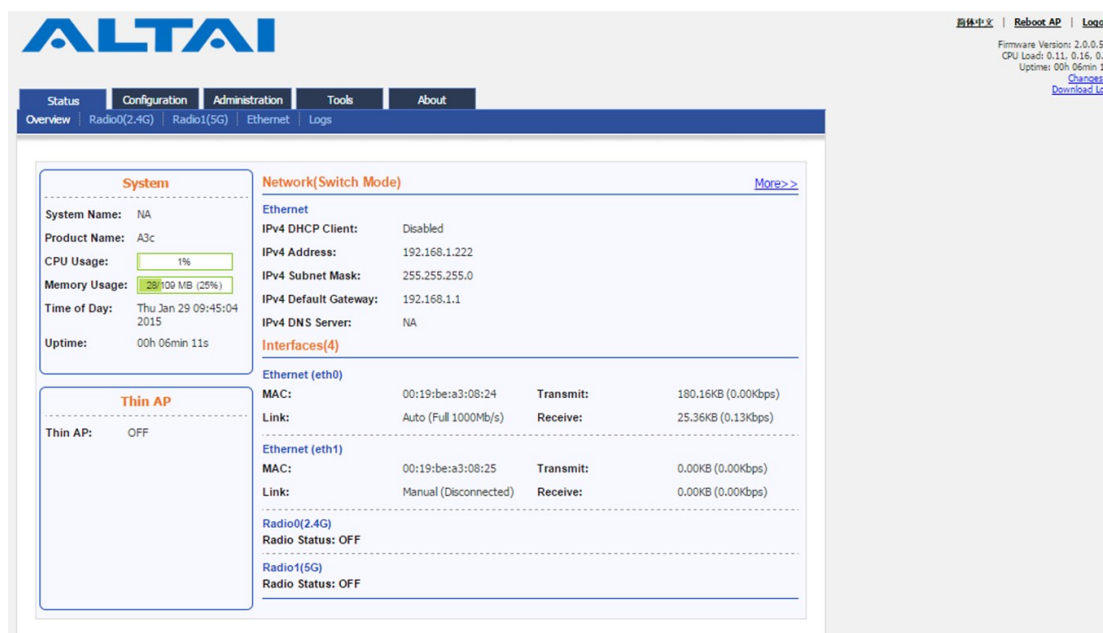 ALTAI
简体中文 | Reboot AP | Logo
Firmware Version: 2.0.0.5
CPU Load: 0.11, 0.16, 0.
Uptime: 00h 06min 1
Changes
Download Lo
Status Configuration Administration Tools About
Overview | Radio0(2.4G) | Radio1(5G) | Ethernet | Logs
System
System Name: NA
Product Name: A3c
CPU Usage: 1%
Memory Usage: 28/109 MB (25%)
Time of Day: Thu Jan 29 09:45:04
2015
Uptime: 00h 06min 11s
Thin AP
Thin AP: OFF
Network(Switch Mode) More>>
Ethernet
IPv4 DHCP Client: Disabled
IPv4 Address: 192.168.1.222
IPv4 Subnet Mask: 255.255.255.0
IPv4 Default Gateway: 192.168.1.1
IPv4 DNS Server: NA
Interfaces(4)
Ethernet (eth0)
MAC: 00:19:be:a3:08:24 Transmit: 180.16KB (0.00Kbps)
Link: Auto (Full 1000Mb/s) Receive: 25.36KB (0.13Kbps)
Ethernet (eth1)
MAC: 00:19:be:a3:08:25 Transmit: 0.00KB (0.00Kbps)
Link: Manual (Disconnected) Receive: 0.00KB (0.00Kbps)
Radio0(2.4G)
Radio Status: OFF
Radio1(5G)
Radio Status: OFF